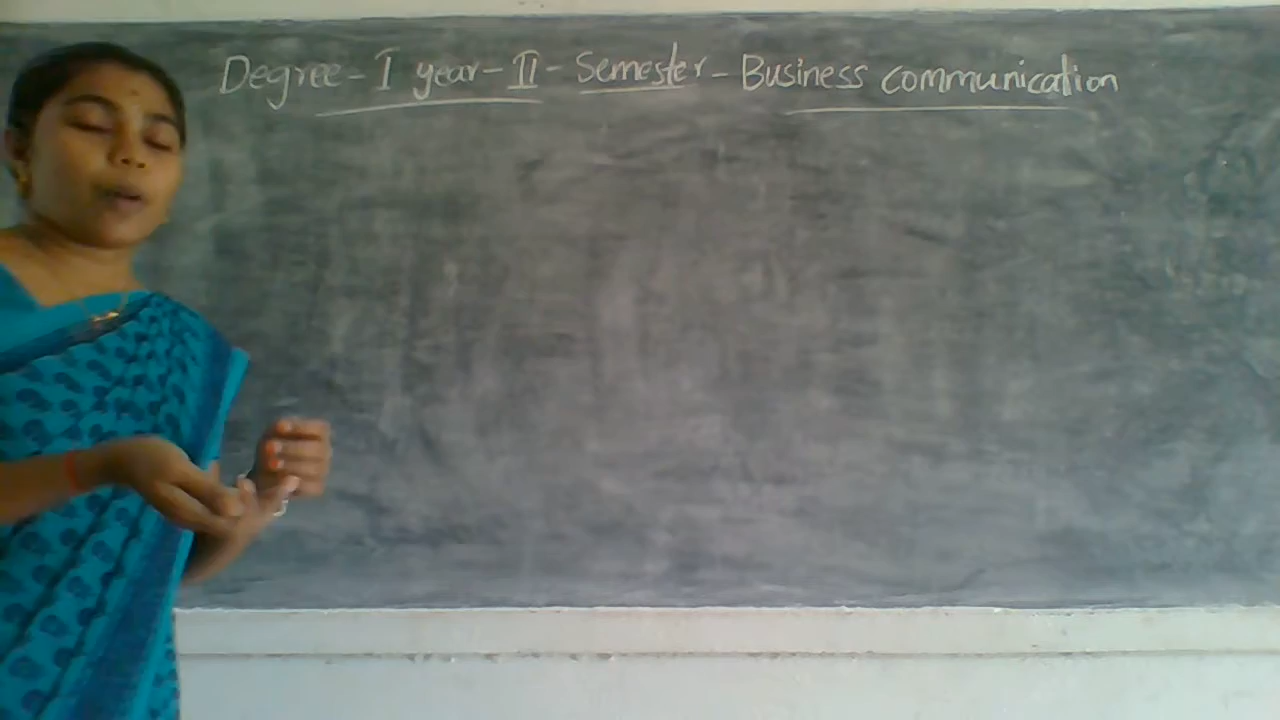 Degree - I year - II - Semester - Business communication